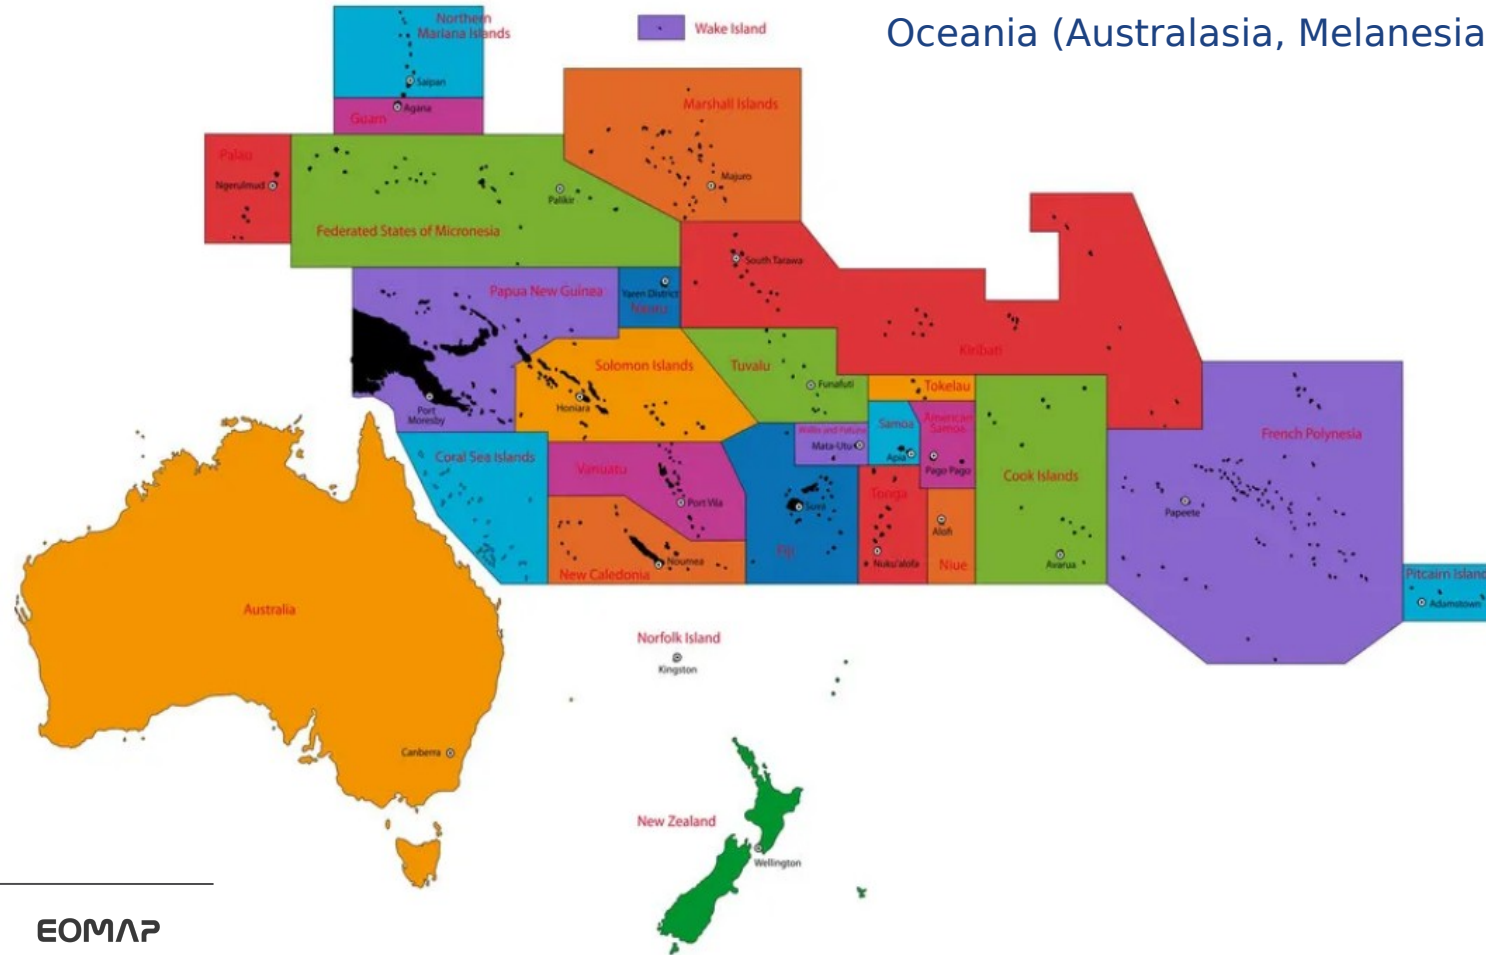 Oceania (Australasia, Melanesia
Northern
Mariana Islands
Wake Island
Saipan
Agana
Guam
Marshall Islands
Palau
Ngerulmud
Majuro
Palikir
Federated States of Micronesia
South Tarawa
Papua New Guinea
Yaren District
Nauru
Kiribati
Solomon Islands
Tuvalu
Funafuti
Tokelau
Port
Moresby
Honiara
American
Samoa
Samoa
Wallis and Futuna
Mata-Utu
Apia
Pago Pago
French Polynesia
Coral Sea Islands
Vanuatu
Cook Islands
Port Vila
Suva
Tonga
Papeete
Alofi
Fiji
Noumea
Nuku'alofa
Niue
Avarua
New Caledonia
Pitcairn Island
Adamstown
Australia
Norfolk Island
Kingston
Canberra
New Zealand
Wellington
EOMAP